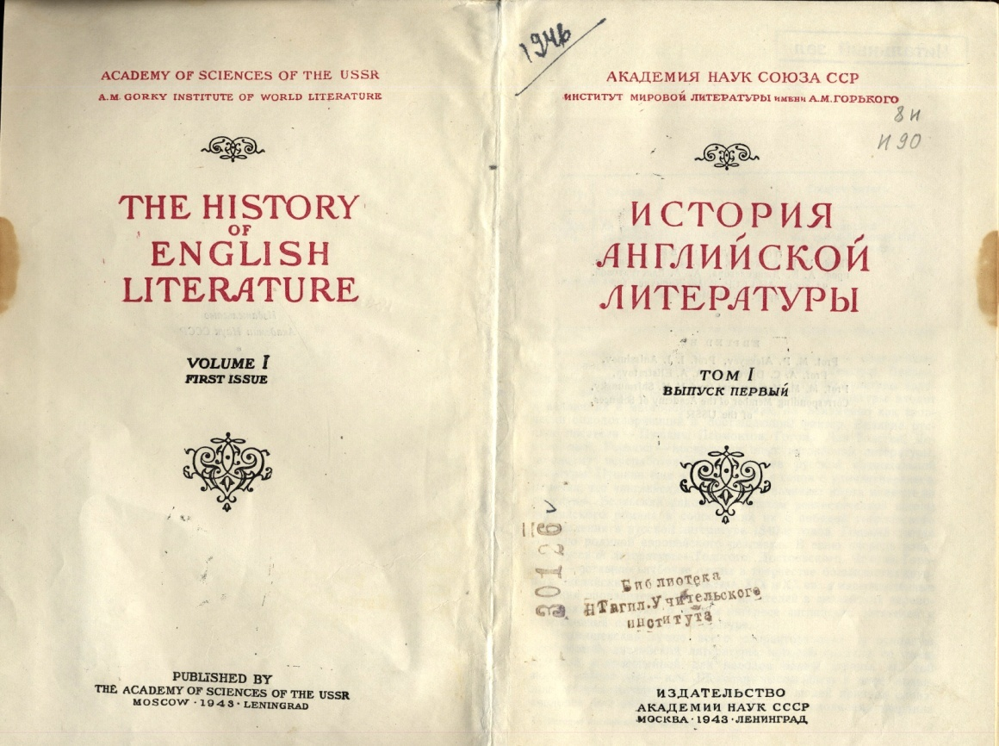 ACADEMY OF SCIENCES OF THE USSR
A.M. GORKY INSTITUTE OF WORLD LITERATURE
THE HISTORY
OF
ENGLISH
LITERATURE
VOLUME I
FIRST ISSUE
PUBLISHED BY
THE ACADEMY OF SCIENCES OF THE USSR
MOSCOW · 1943 · LENINGRAD
1946
АКАДЕМИЯ НАУК СОЮЗА ССР
ИНСТИТУТ МИРОВОЙ ЛИТЕРАТУРЫ ИМЕНИ А.М. ГОРЬКОГО
8И
И 90
ИСТОРИЯ
АНГЛИЙСКОЙ
ЛИТЕРАТУРЫ
ТОМ I
ВЫПУСК ПЕРВЫЙ
30126
Библиотека
НТагил.Учительского
института
ИЗДАТЕЛЬСТВО
АКАДЕМИИ НАУК СССР
МОСКВА · 1943 · ЛЕНИНГРАД